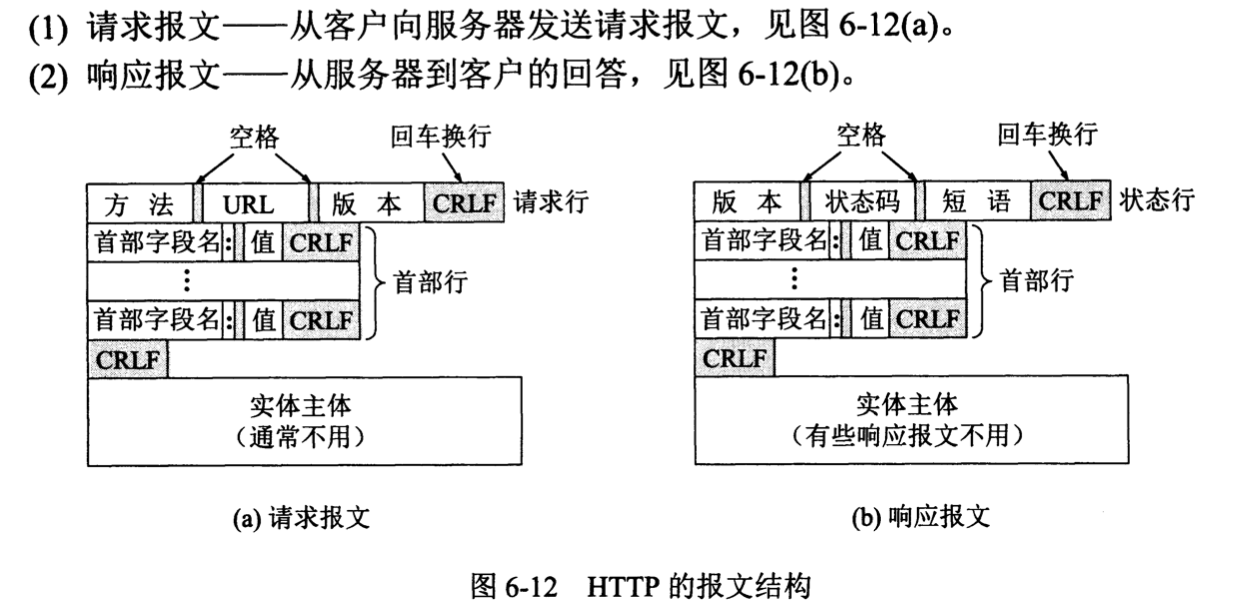 (1) 请求报文——从客户向服务器发送请求报文，见图 6-12(a)。
(2) 响应报文——从服务器到客户的回答，见图 6-12(b)。
空格 回车换行
方 法 URL 版 本 CRLF 请求行
首部字段名: 值 CRLF
⋮
首部行
首部字段名: 值 CRLF
CRLF
实体主体
（通常不用）
(a) 请求报文
空格 回车换行
版 本 状态码 短 语 CRLF 状态行
首部字段名: 值 CRLF
⋮
首部行
首部字段名: 值 CRLF
CRLF
实体主体
（有些响应报文不用）
(b) 响应报文
图 6-12 HTTP 的报文结构